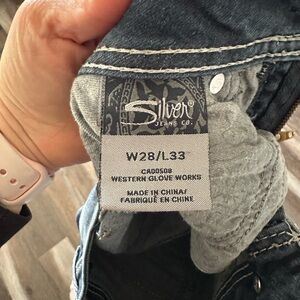 Silver
JEANS CO.
W28/L33
CA00508
WESTERN GLOVE WORKS
MADE IN CHINA/
FABRIQUÉ EN CHINE